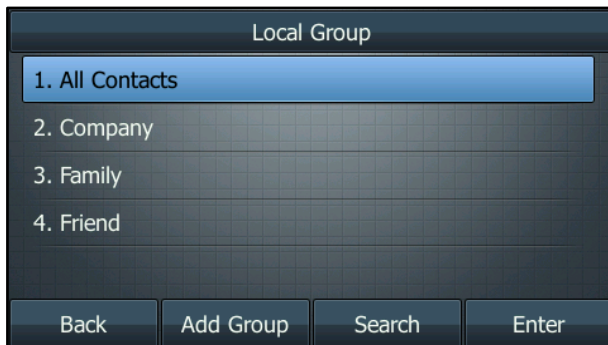 Local Group
1. All Contacts
2. Company
3. Family
4. Friend
Back Add Group Search Enter